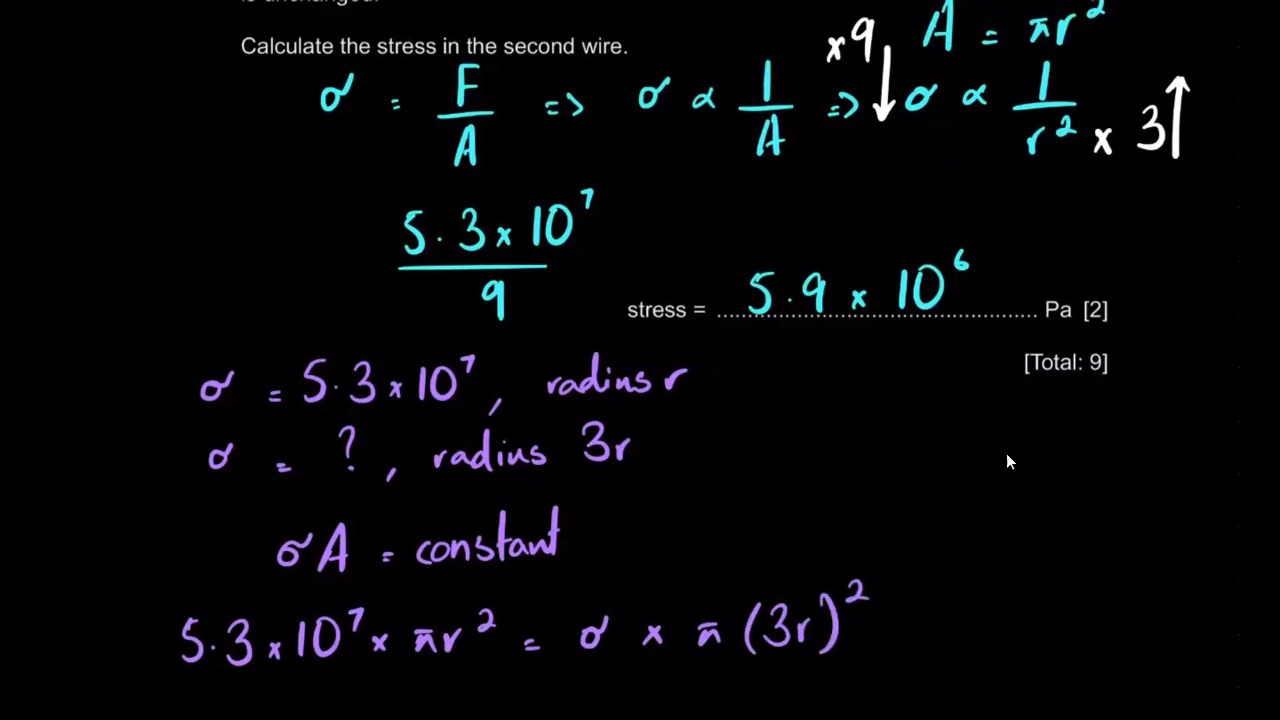 is unchanged.
Calculate the stress in the second wire.
σ = F/A => σ ∝ 1/A => σ ∝ 1/r² × 3↑
×9↓ A = πr²
5.3 × 10⁷ / 9
stress = 5.9 × 10⁶ Pa [2]
[Total: 9]
σ = 5.3 × 10⁷, radius r
σ = ?, radius 3r
σA = constant
5.3 × 10⁷ × πr² = σ × π(3r)²